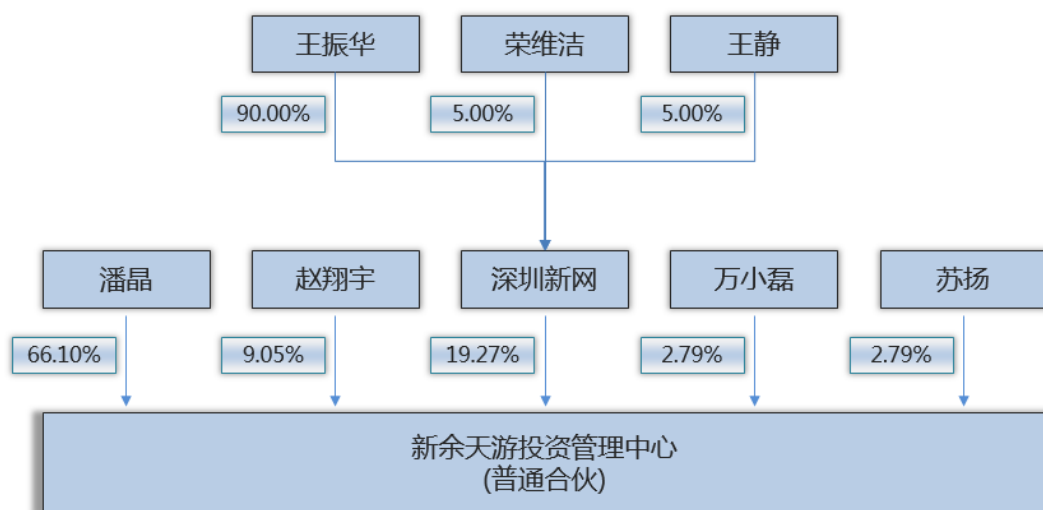 王振华
荣维洁
王静
90.00%
5.00%
5.00%
潘晶
赵翔宇
深圳新网
万小磊
苏扬
66.10%
9.05%
19.27%
2.79%
2.79%
新余天游投资管理中心
(普通合伙)